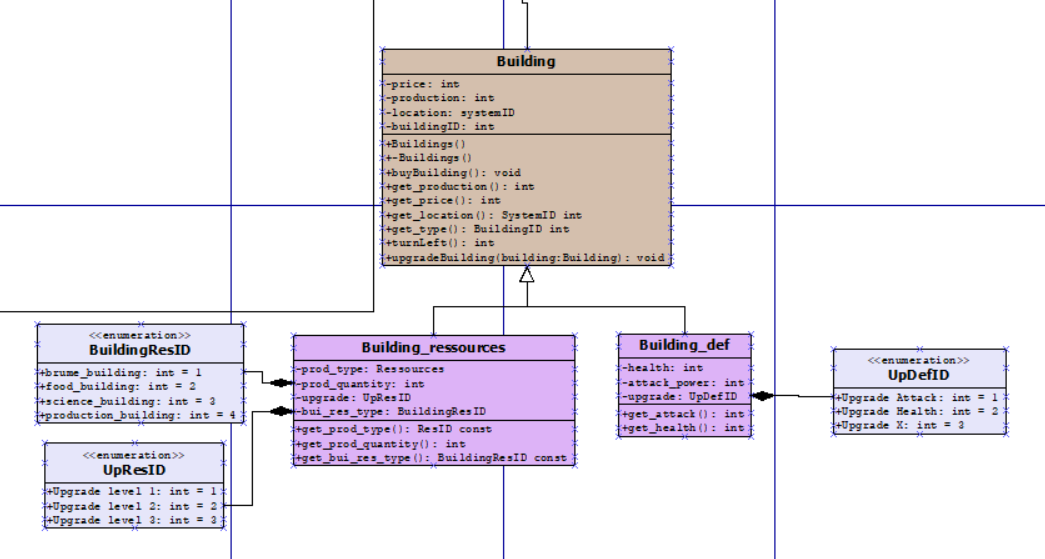 Building
-price: int
-production: int
-location: systemID
-buildingID: int
+Buildings()
+~Buildings()
+buyBuilding(): void
+get_production(): int
+get_price(): int
+get_location(): SystemID int
+get_type(): BuildingID int
+turnLeft(): int
+upgradeBuilding(building:Building): void
<<enumeration>>
BuildingResID
+brume_building: int = 1
+food_building: int = 2
+science_building: int = 3
+production_building: int = 4
Building_ressources
-prod_type: Ressources
-prod_quantity: int
-upgrade: UpResID
-bui_res_type: BuildingResID
+get_prod_type(): ResID const
+get_prod_quantity(): int
+get_bui_res_type(): BuildingResID const
Building_def
-health: int
-attack_power: int
-upgrade: UpDefID
+get_attack(): int
+get_health(): int
<<enumeration>>
UpDefID
+Upgrade Attack: int = 1
+Upgrade Health: int = 2
+Upgrade X: int = 3
<<enumeration>>
UpResID
+Upgrade level 1: int = 1
+Upgrade level 2: int = 2
+Upgrade level 3: int = 3